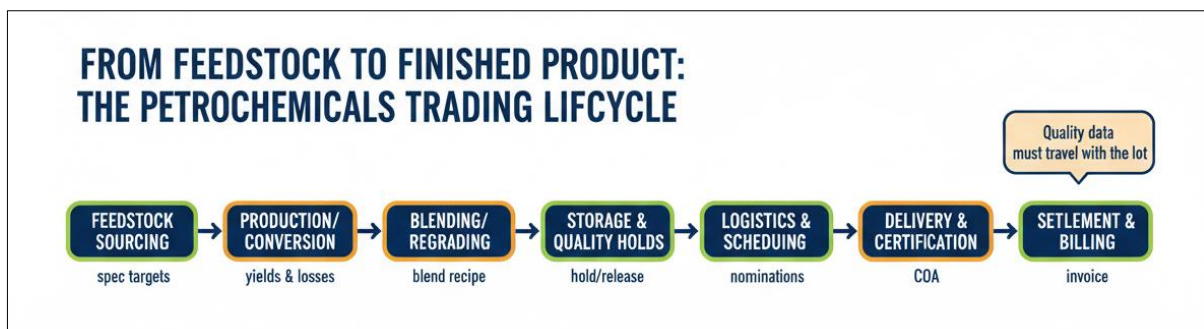 FROM FEEDSTOCK TO FINISHED PRODUCT:
THE PETROCHEMICALS TRADING LIFCYCLE
Quality data
must travel with the lot
FEEDSTOCK
SOURCING
spec targets
PRODUCTION/
CONVERSION
yields & losses
BLENDING/
REGRADING
blend recipe
STORAGE &
QUALITY HOLDS
hold/release
LOGISTICS &
SCHEDUING
nominations
DELIVERY &
CERTIFICATION
COA
SETLEMENT &
BILLING
invoice